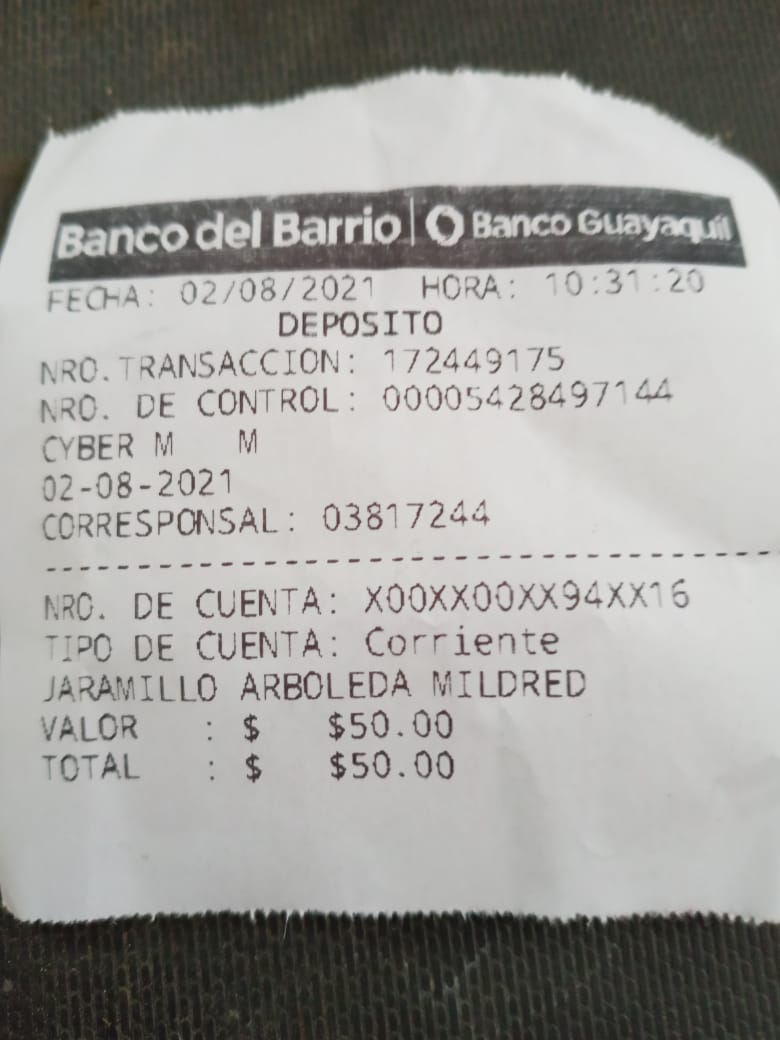 Banco del Barrio | Banco Guayaquil
FECHA: 02/08/2021 HORA: 10:31:20
DEPOSITO
NRO.TRANSACCION: 172449175
NRO. DE CONTROL: 00005428497144
CYBER M M
02-08-2021
CORRESPONSAL: 03817244
--------------------------------------
NRO. DE CUENTA: X00XX00XX94XX16
TIPO DE CUENTA: Corriente
JARAMILLO ARBOLEDA MILDRED
VALOR : $ $50.00
TOTAL : $ $50.00